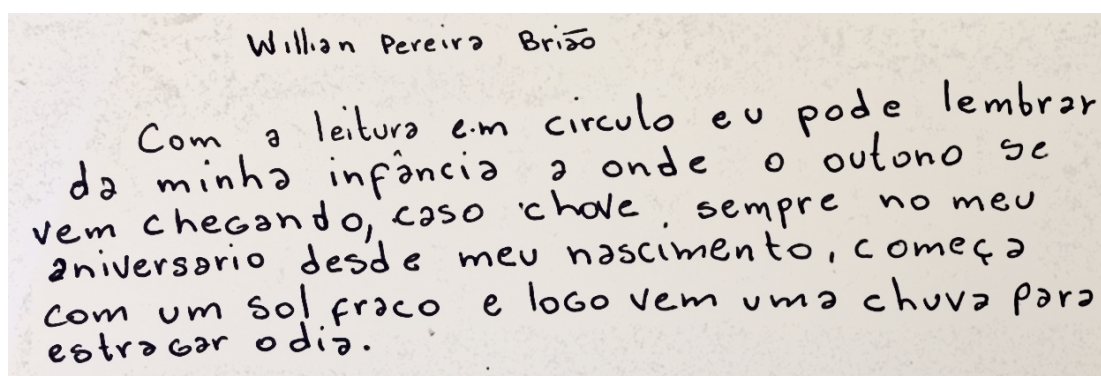 Willian Pereira Brião
Com a leitura em circulo eu pode lembrar
da minha infância a onde o outono se
vem chegando, caso chove sempre no meu
aniversario desde meu nascimento, começa
com um sol fraco e logo vem uma chuva para
estragar o dia.